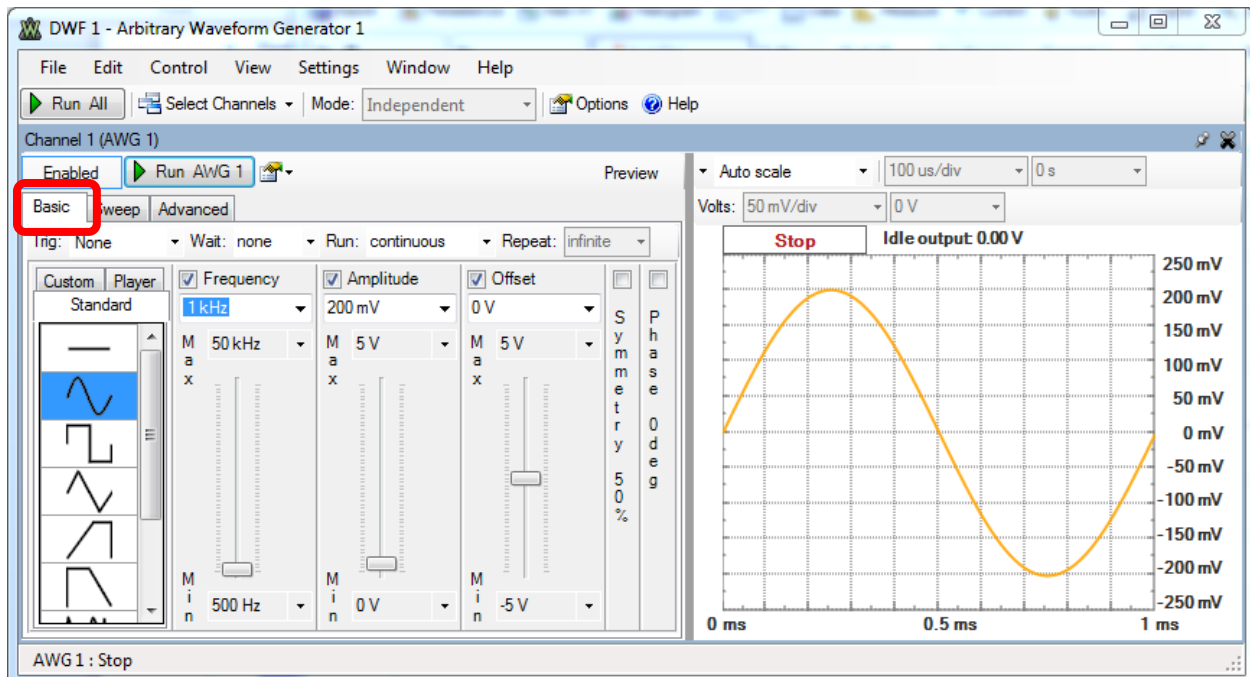 DWF 1 - Arbitrary Waveform Generator 1
File Edit Control View Settings Window Help
Run All Select Channels Mode: Independent Options Help
Channel 1 (AWG 1)
Enabled Run AWG 1 Preview
Auto scale 100 us/div 0 s
Basic Sweep Advanced
Volts: 50 mV/div 0 V
Trig: None Wait: none Run: continuous Repeat: infinite
Stop Idle output: 0.00 V
Custom Player
Standard
Frequency
1 kHz
Max 50 kHz
Min 500 Hz
Amplitude
200 mV
Max 5 V
Min 0 V
Offset
0 V
Max 5 V
Min -5 V
Symmetry 50%
Phase 0deg
250 mV
200 mV
150 mV
100 mV
50 mV
0 mV
-50 mV
-100 mV
-150 mV
-200 mV
-250 mV
0 ms 0.5 ms 1 ms
AWG 1 : Stop